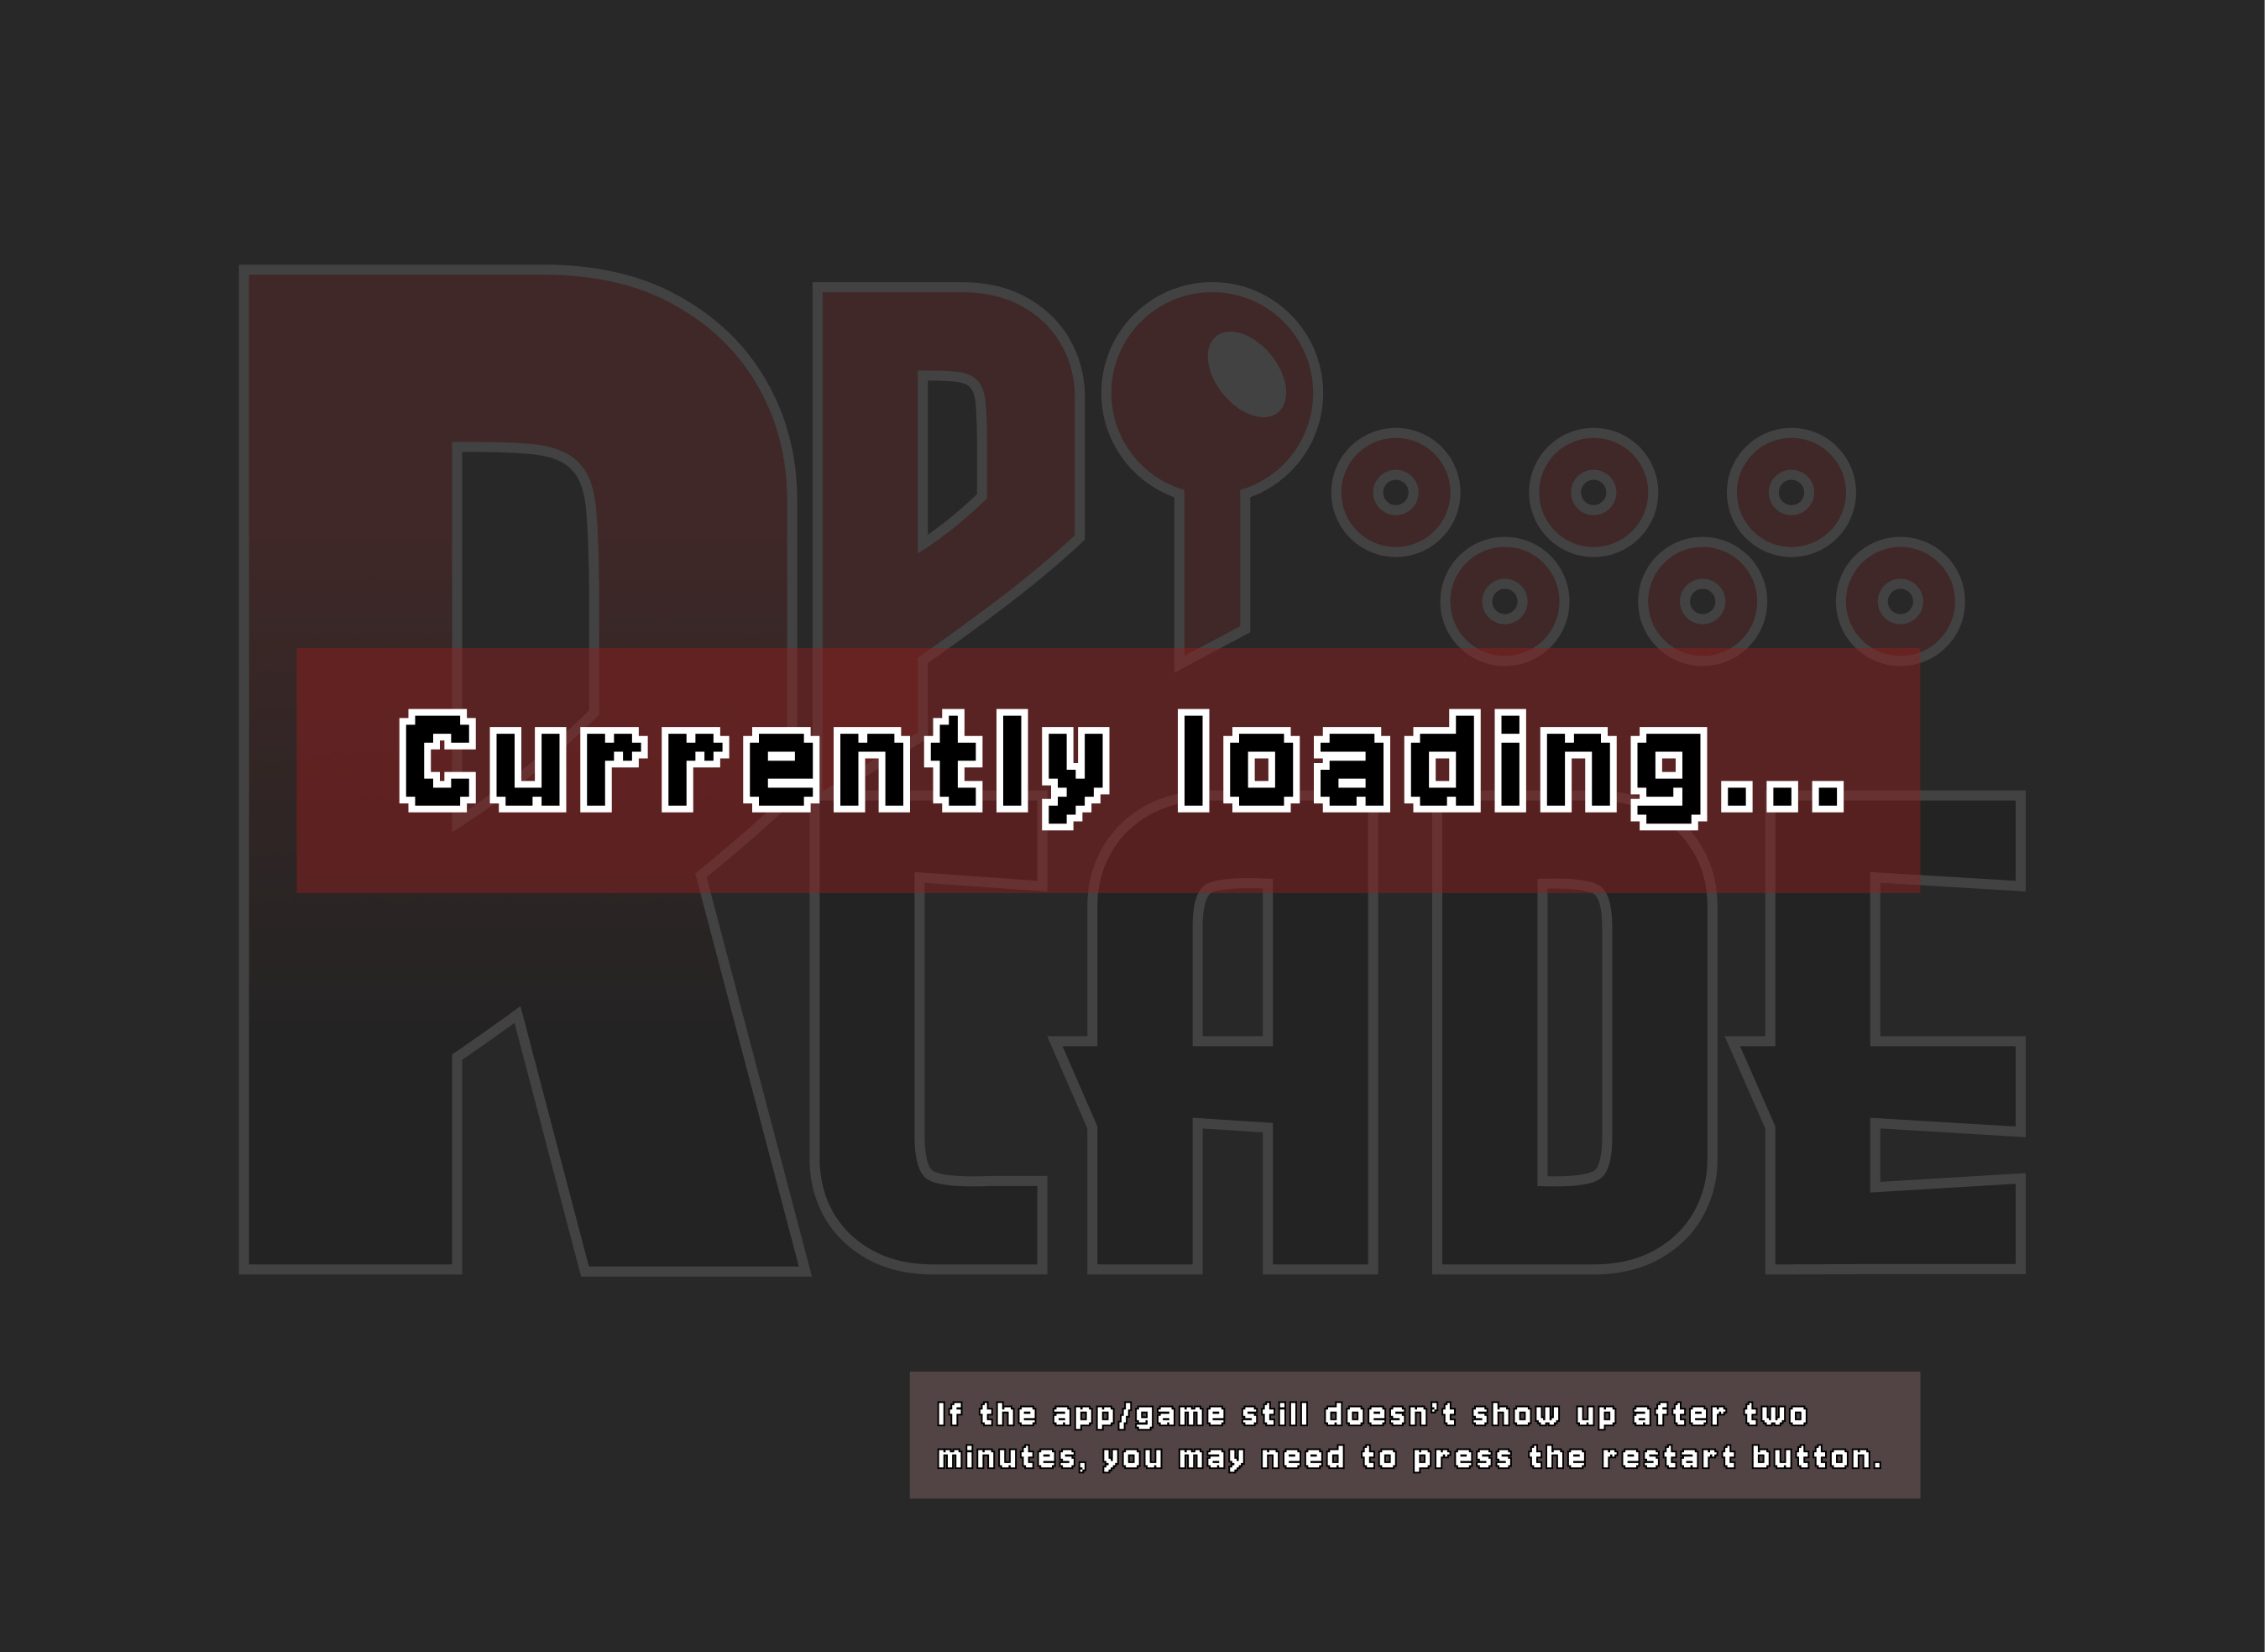 RPi
CADE
Currently loading...
If the app/game still doesn't show up after two
minutes, you may need to press the restart button.